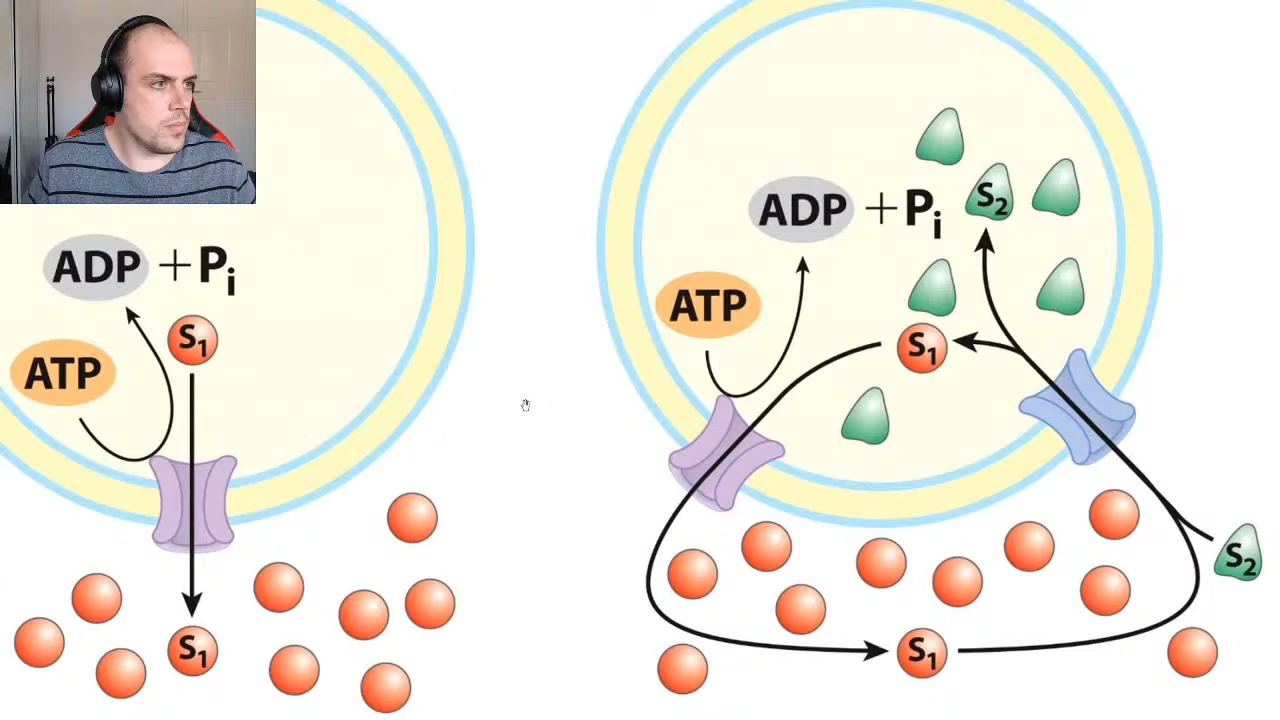 ADP + Pi
S1
ATP
S1
ADP + Pi
S2
ATP
S1
S2
S1